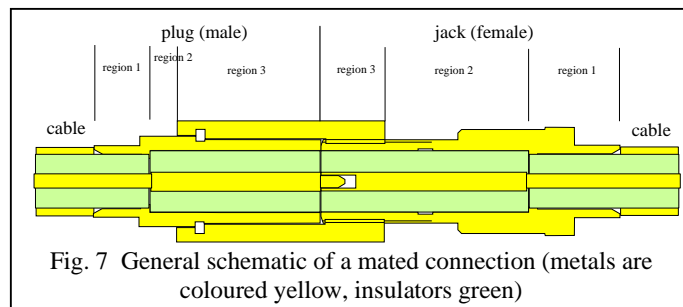 plug (male) jack (female)
region 1 region 2 region 3 region 3 region 2 region 1
cable cable
Fig. 7 General schematic of a mated connection (metals are
coloured yellow, insulators green)